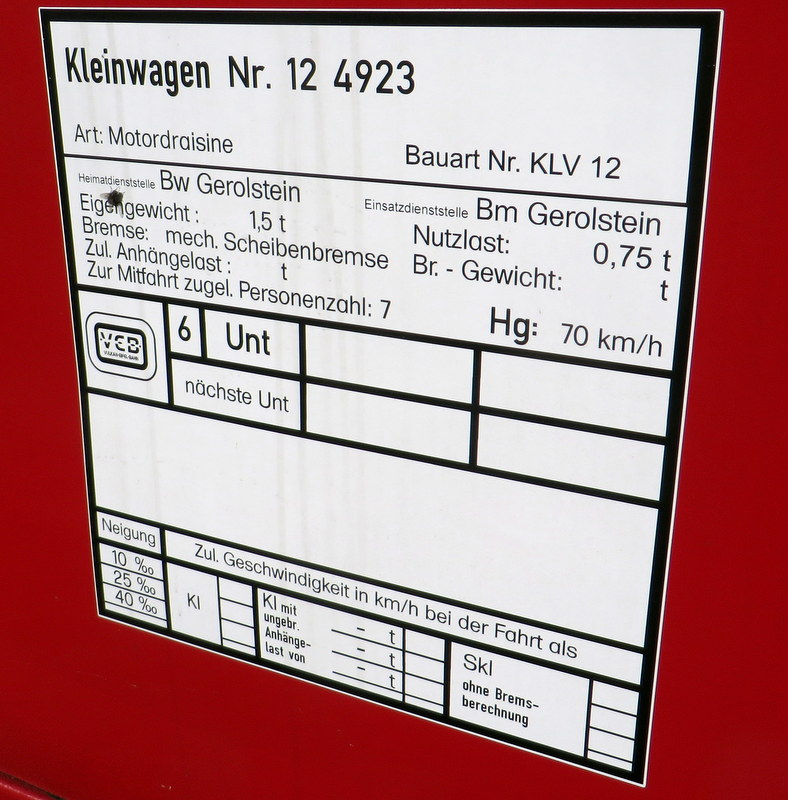 Kleinwagen Nr. 12 4923
Art: Motordraisine
Bauart Nr. KLV 12
Heimatdienststelle Bw Gerolstein
Einsatzdienststelle Bm Gerolstein
Eigengewicht : 1,5 t
Nutzlast: 0,75 t
Bremse: mech. Scheibenbremse
Br. - Gewicht: t
Zul. Anhängelast : t
Zur Mitfahrt zugel. Personenzahl: 7
Hg: 70 km/h
VEB
6 Unt
nächste Unt
Neigung
Zul. Geschwindigkeit in km/h bei der Fahrt als
10 ‰
25 ‰
40 ‰
Kl
Kl mit
ungebr.
Anhänge-
last von
– t
– t
– t
Skl
ohne Brems-
berechnung